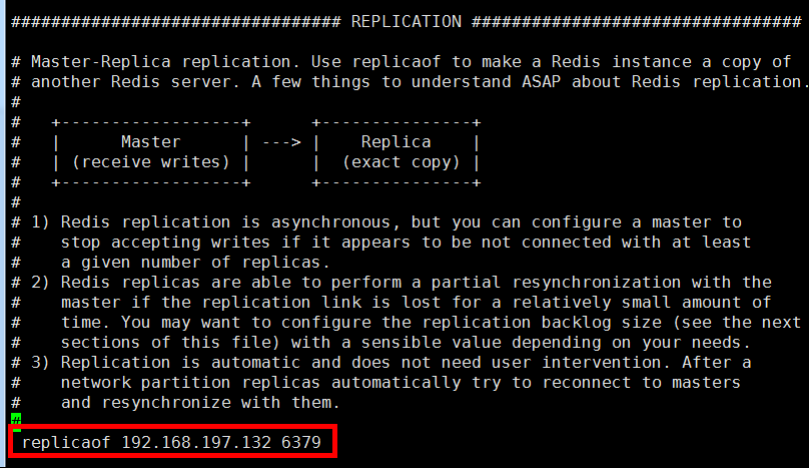 ################################# REPLICATION #################################

# Master-Replica replication. Use replicaof to make a Redis instance a copy of
# another Redis server. A few things to understand ASAP about Redis replication.
#
#   +------------------+      +---------------+
#   |      Master      | ---> |    Replica    |
#   | (receive writes) |      |  (exact copy) |
#   +------------------+      +---------------+
#
# 1) Redis replication is asynchronous, but you can configure a master to
#    stop accepting writes if it appears to be not connected with at least
#    a given number of replicas.
# 2) Redis replicas are able to perform a partial resynchronization with the
#    master if the replication link is lost for a relatively small amount of
#    time. You may want to configure the replication backlog size (see the next
#    sections of this file) with a sensible value depending on your needs.
# 3) Replication is automatic and does not need user intervention. After a
#    network partition replicas automatically try to reconnect to masters
#    and resynchronize with them.
#
 replicaof 192.168.197.132 6379